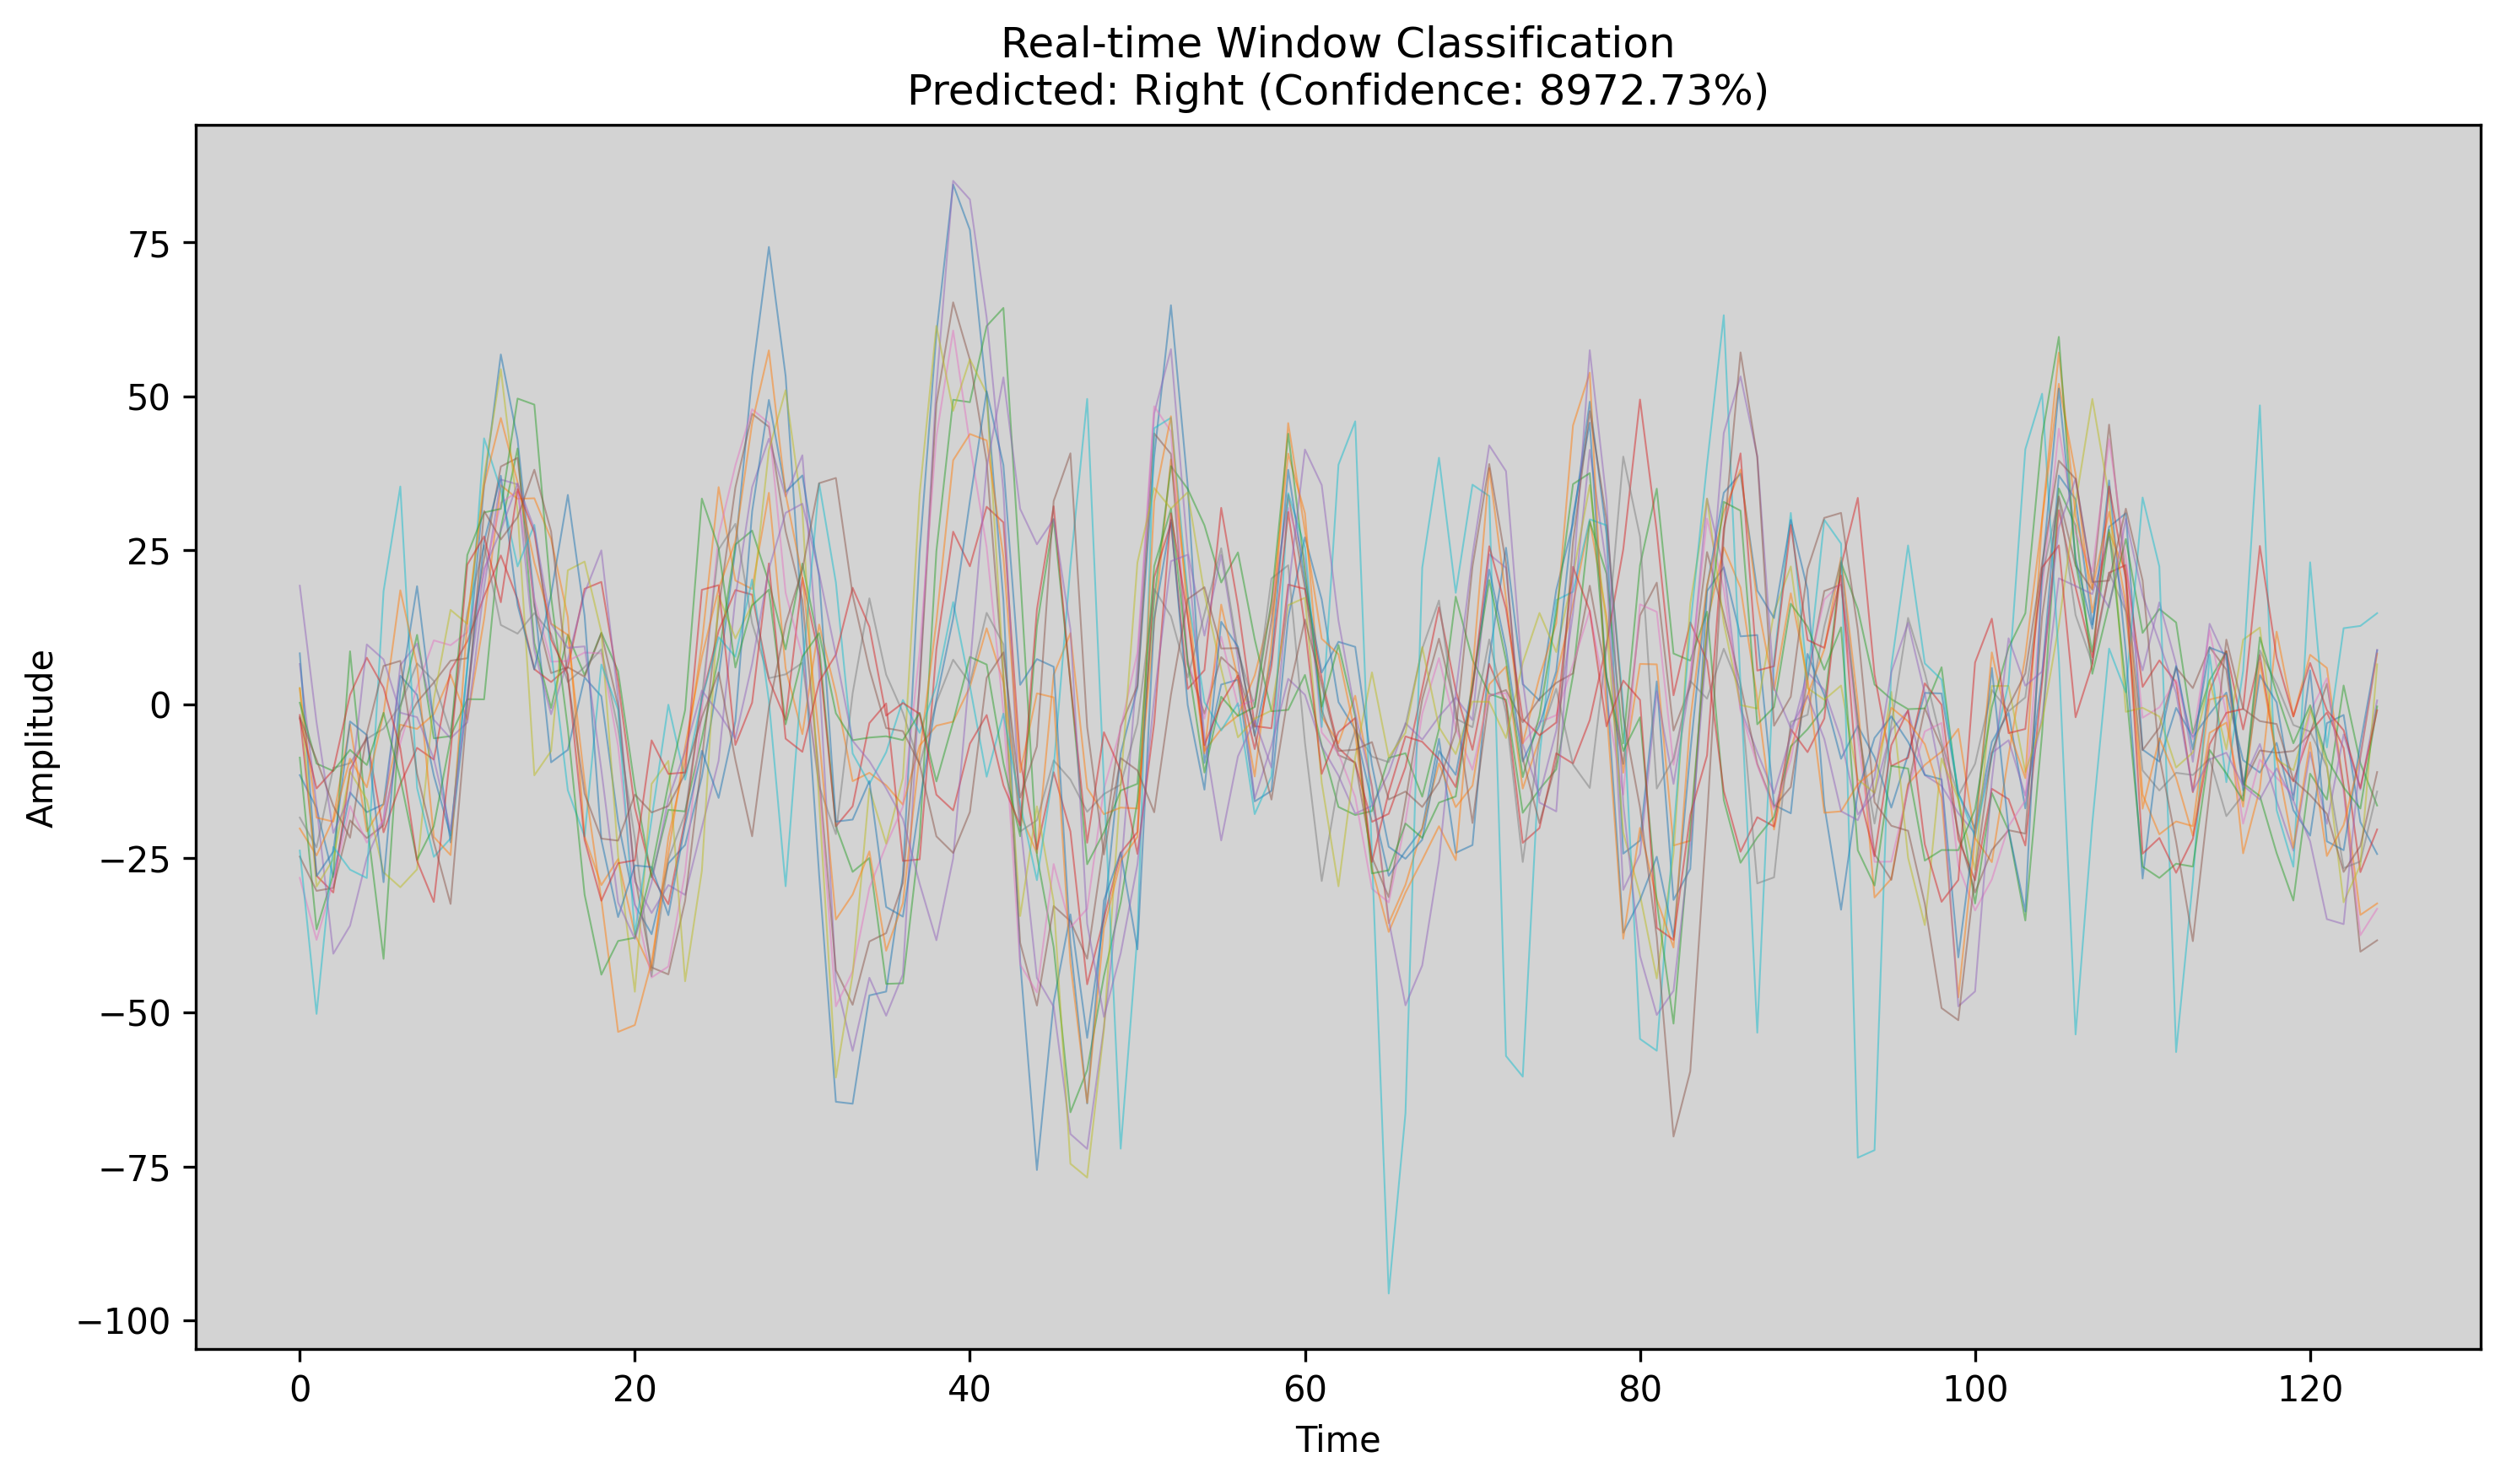 Real-time Window Classification
Predicted: Right (Confidence: 8972.73%)
Amplitude
75
50
25
0
−25
−50
−75
−100
0 20 40 60 80 100 120
Time